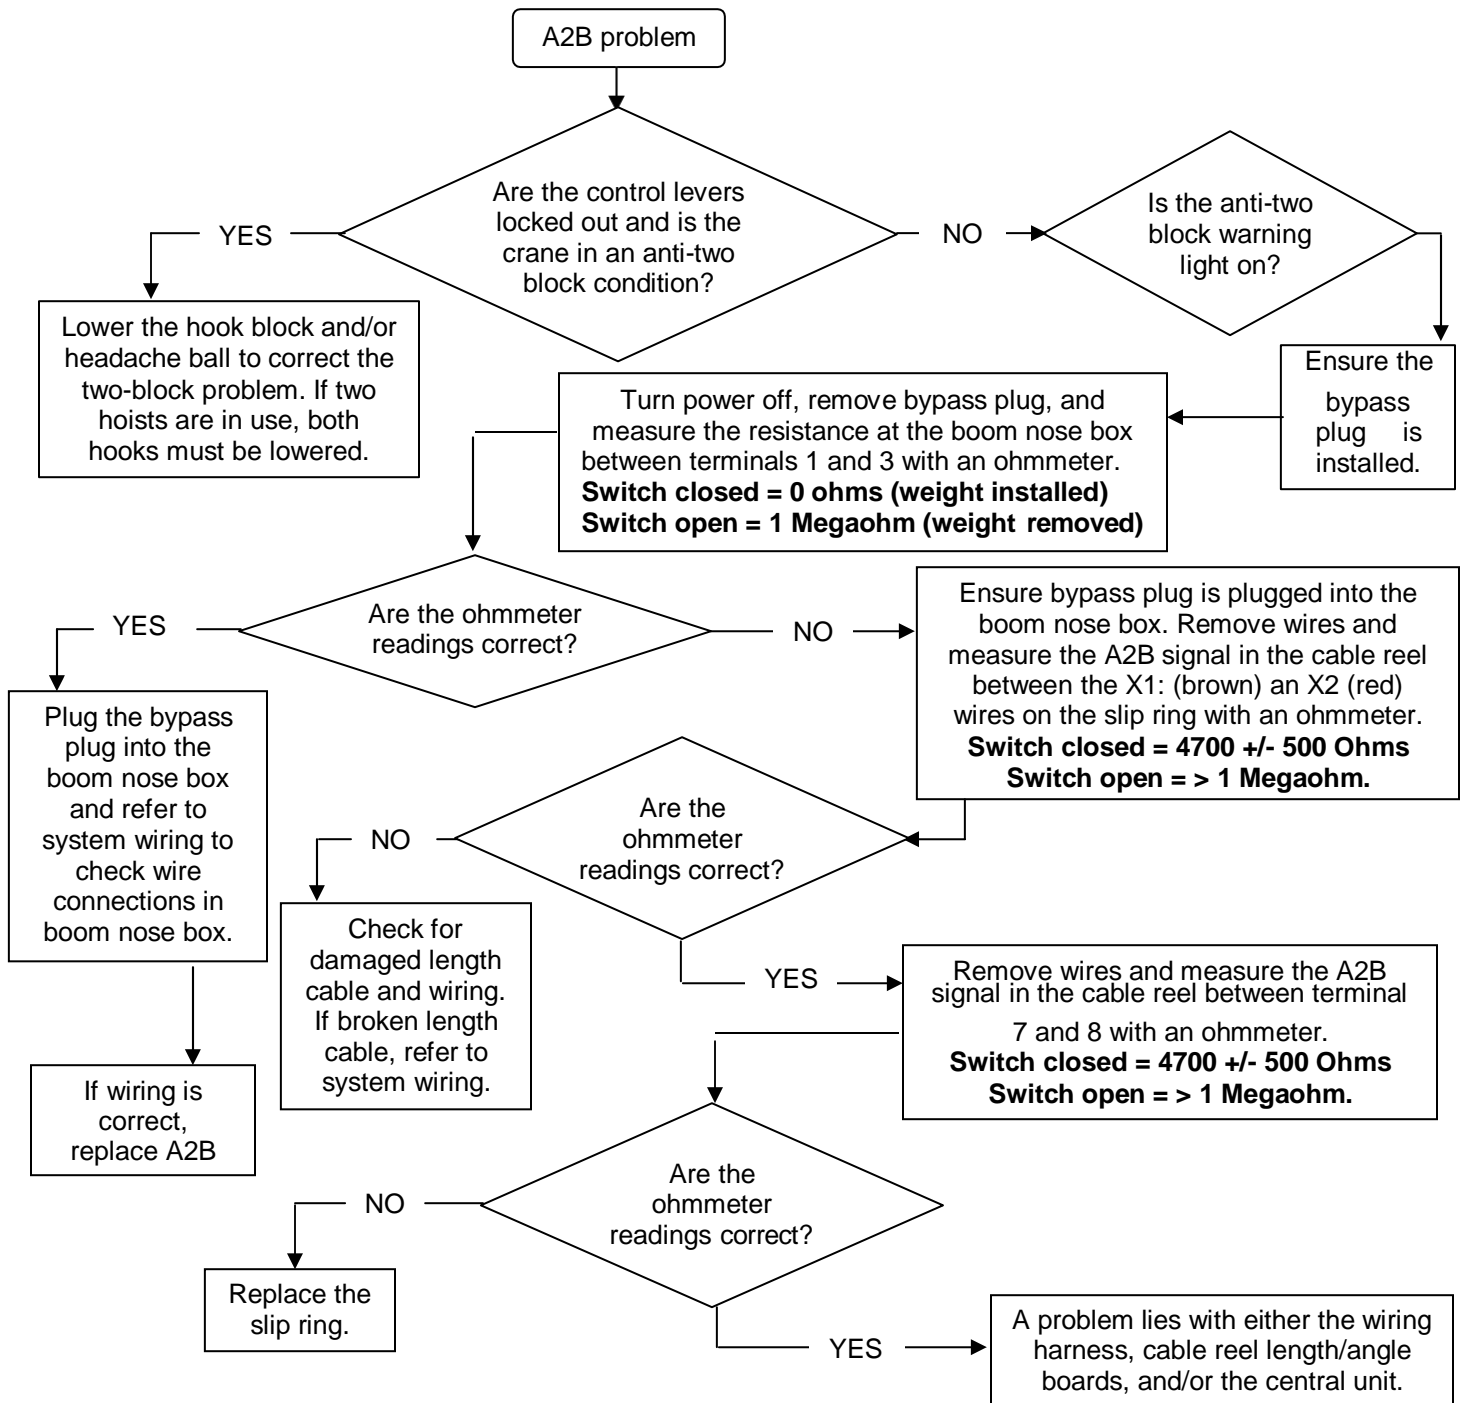 A2B problem
Are the control levers
locked out and is the
crane in an anti-two
block condition?
YES
NO
Is the anti-two
block warning
light on?
Lower the hook block and/or
headache ball to correct the
two-block problem. If two
hoists are in use, both
hooks must be lowered.
Ensure the
bypass
plug is
installed.
Turn power off, remove bypass plug, and
measure the resistance at the boom nose box
between terminals 1 and 3 with an ohmmeter.
Switch closed = 0 ohms (weight installed)
Switch open = 1 Megaohm (weight removed)
Are the ohmmeter
readings correct?
YES
NO
Ensure bypass plug is plugged into the
boom nose box. Remove wires and
measure the A2B signal in the cable reel
between the X1: (brown) an X2 (red)
wires on the slip ring with an ohmmeter.
Switch closed = 4700 +/- 500 Ohms
Switch open = > 1 Megaohm.
Plug the bypass
plug into the
boom nose box
and refer to
system wiring to
check wire
connections in
boom nose box.
If wiring is
correct,
replace A2B
Are the
ohmmeter
readings correct?
NO
Check for
damaged length
cable and wiring.
If broken length
cable, refer to
system wiring.
YES
Remove wires and measure the A2B
signal in the cable reel between terminal
7 and 8 with an ohmmeter.
Switch closed = 4700 +/- 500 Ohms
Switch open = > 1 Megaohm.
Are the
ohmmeter
readings correct?
NO
Replace the
slip ring.
YES
A problem lies with either the wiring
harness, cable reel length/angle
boards, and/or the central unit.